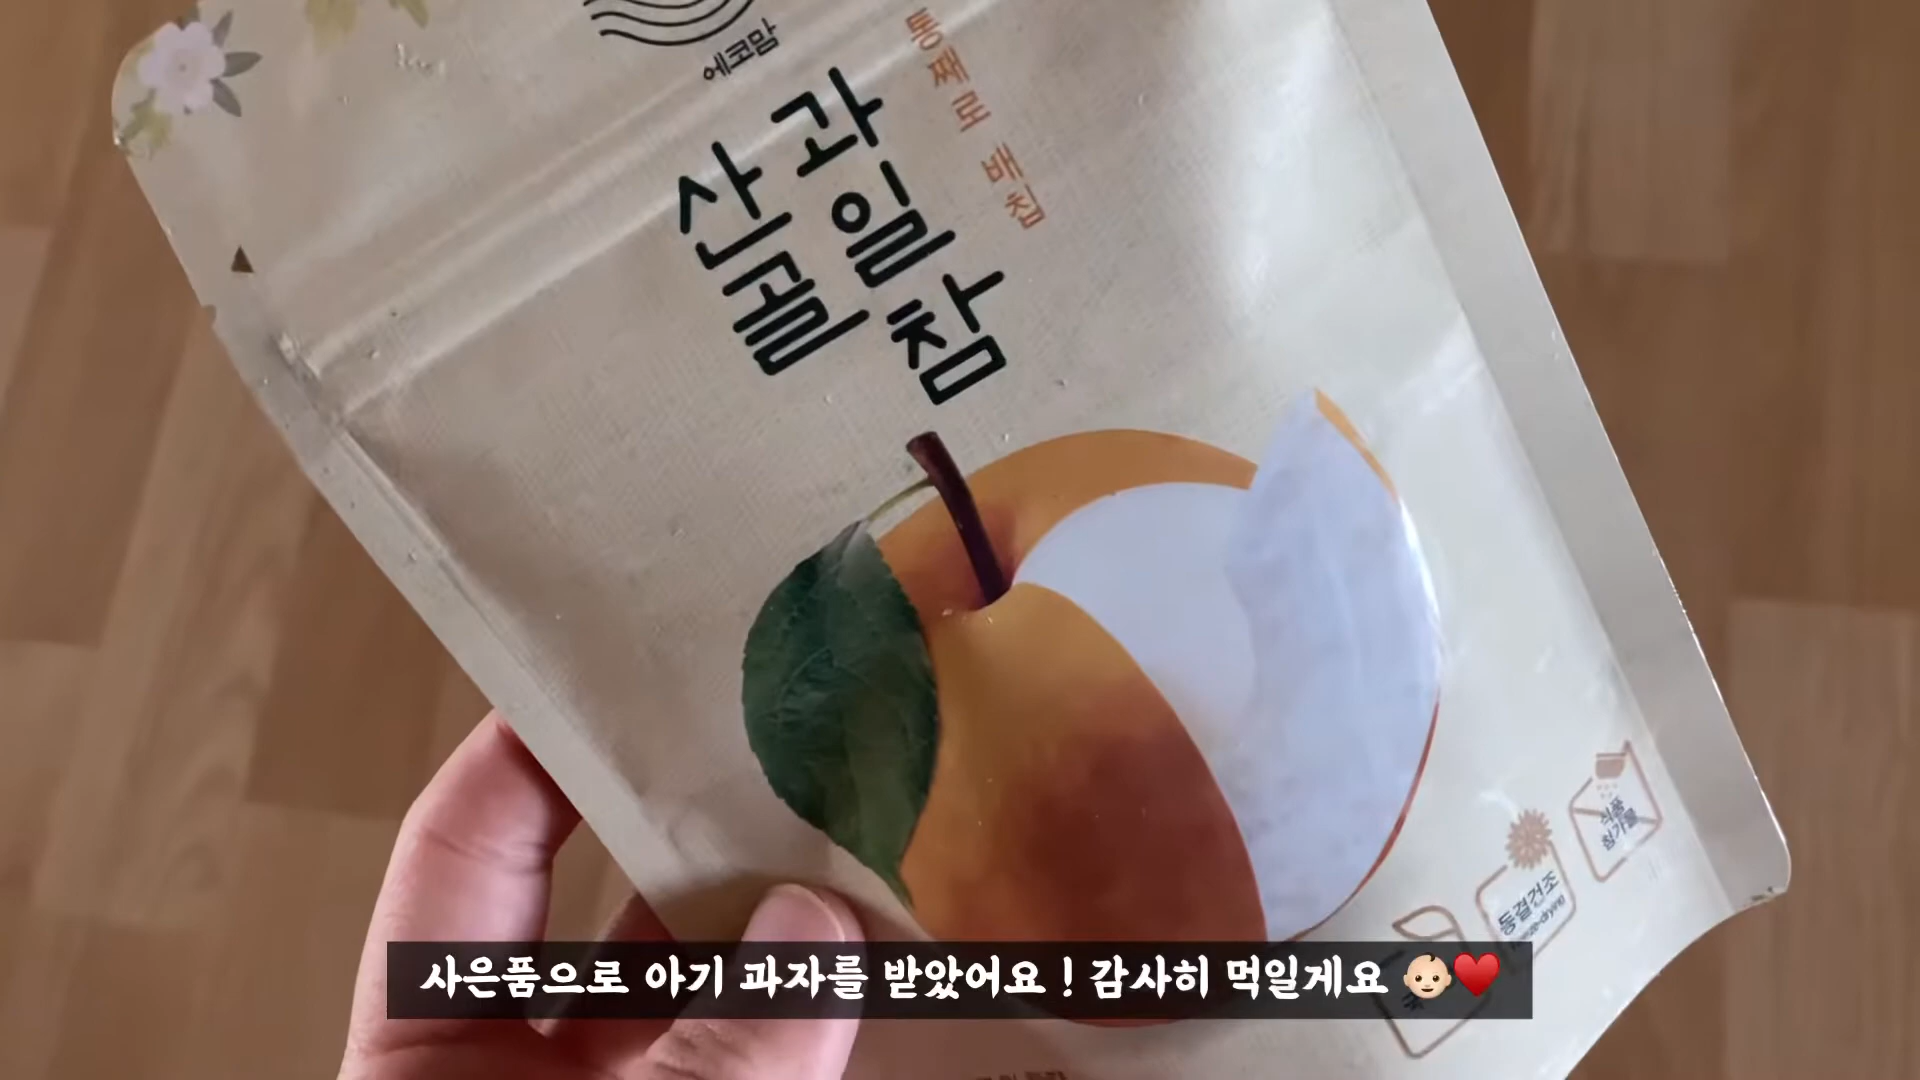 에코맘
산골
과일참
통째로 배칩
식품
첨가물
동결건조
사은품으로 아기 과자를 받았어요 ! 감사히 먹일게요 👶🏻♥️